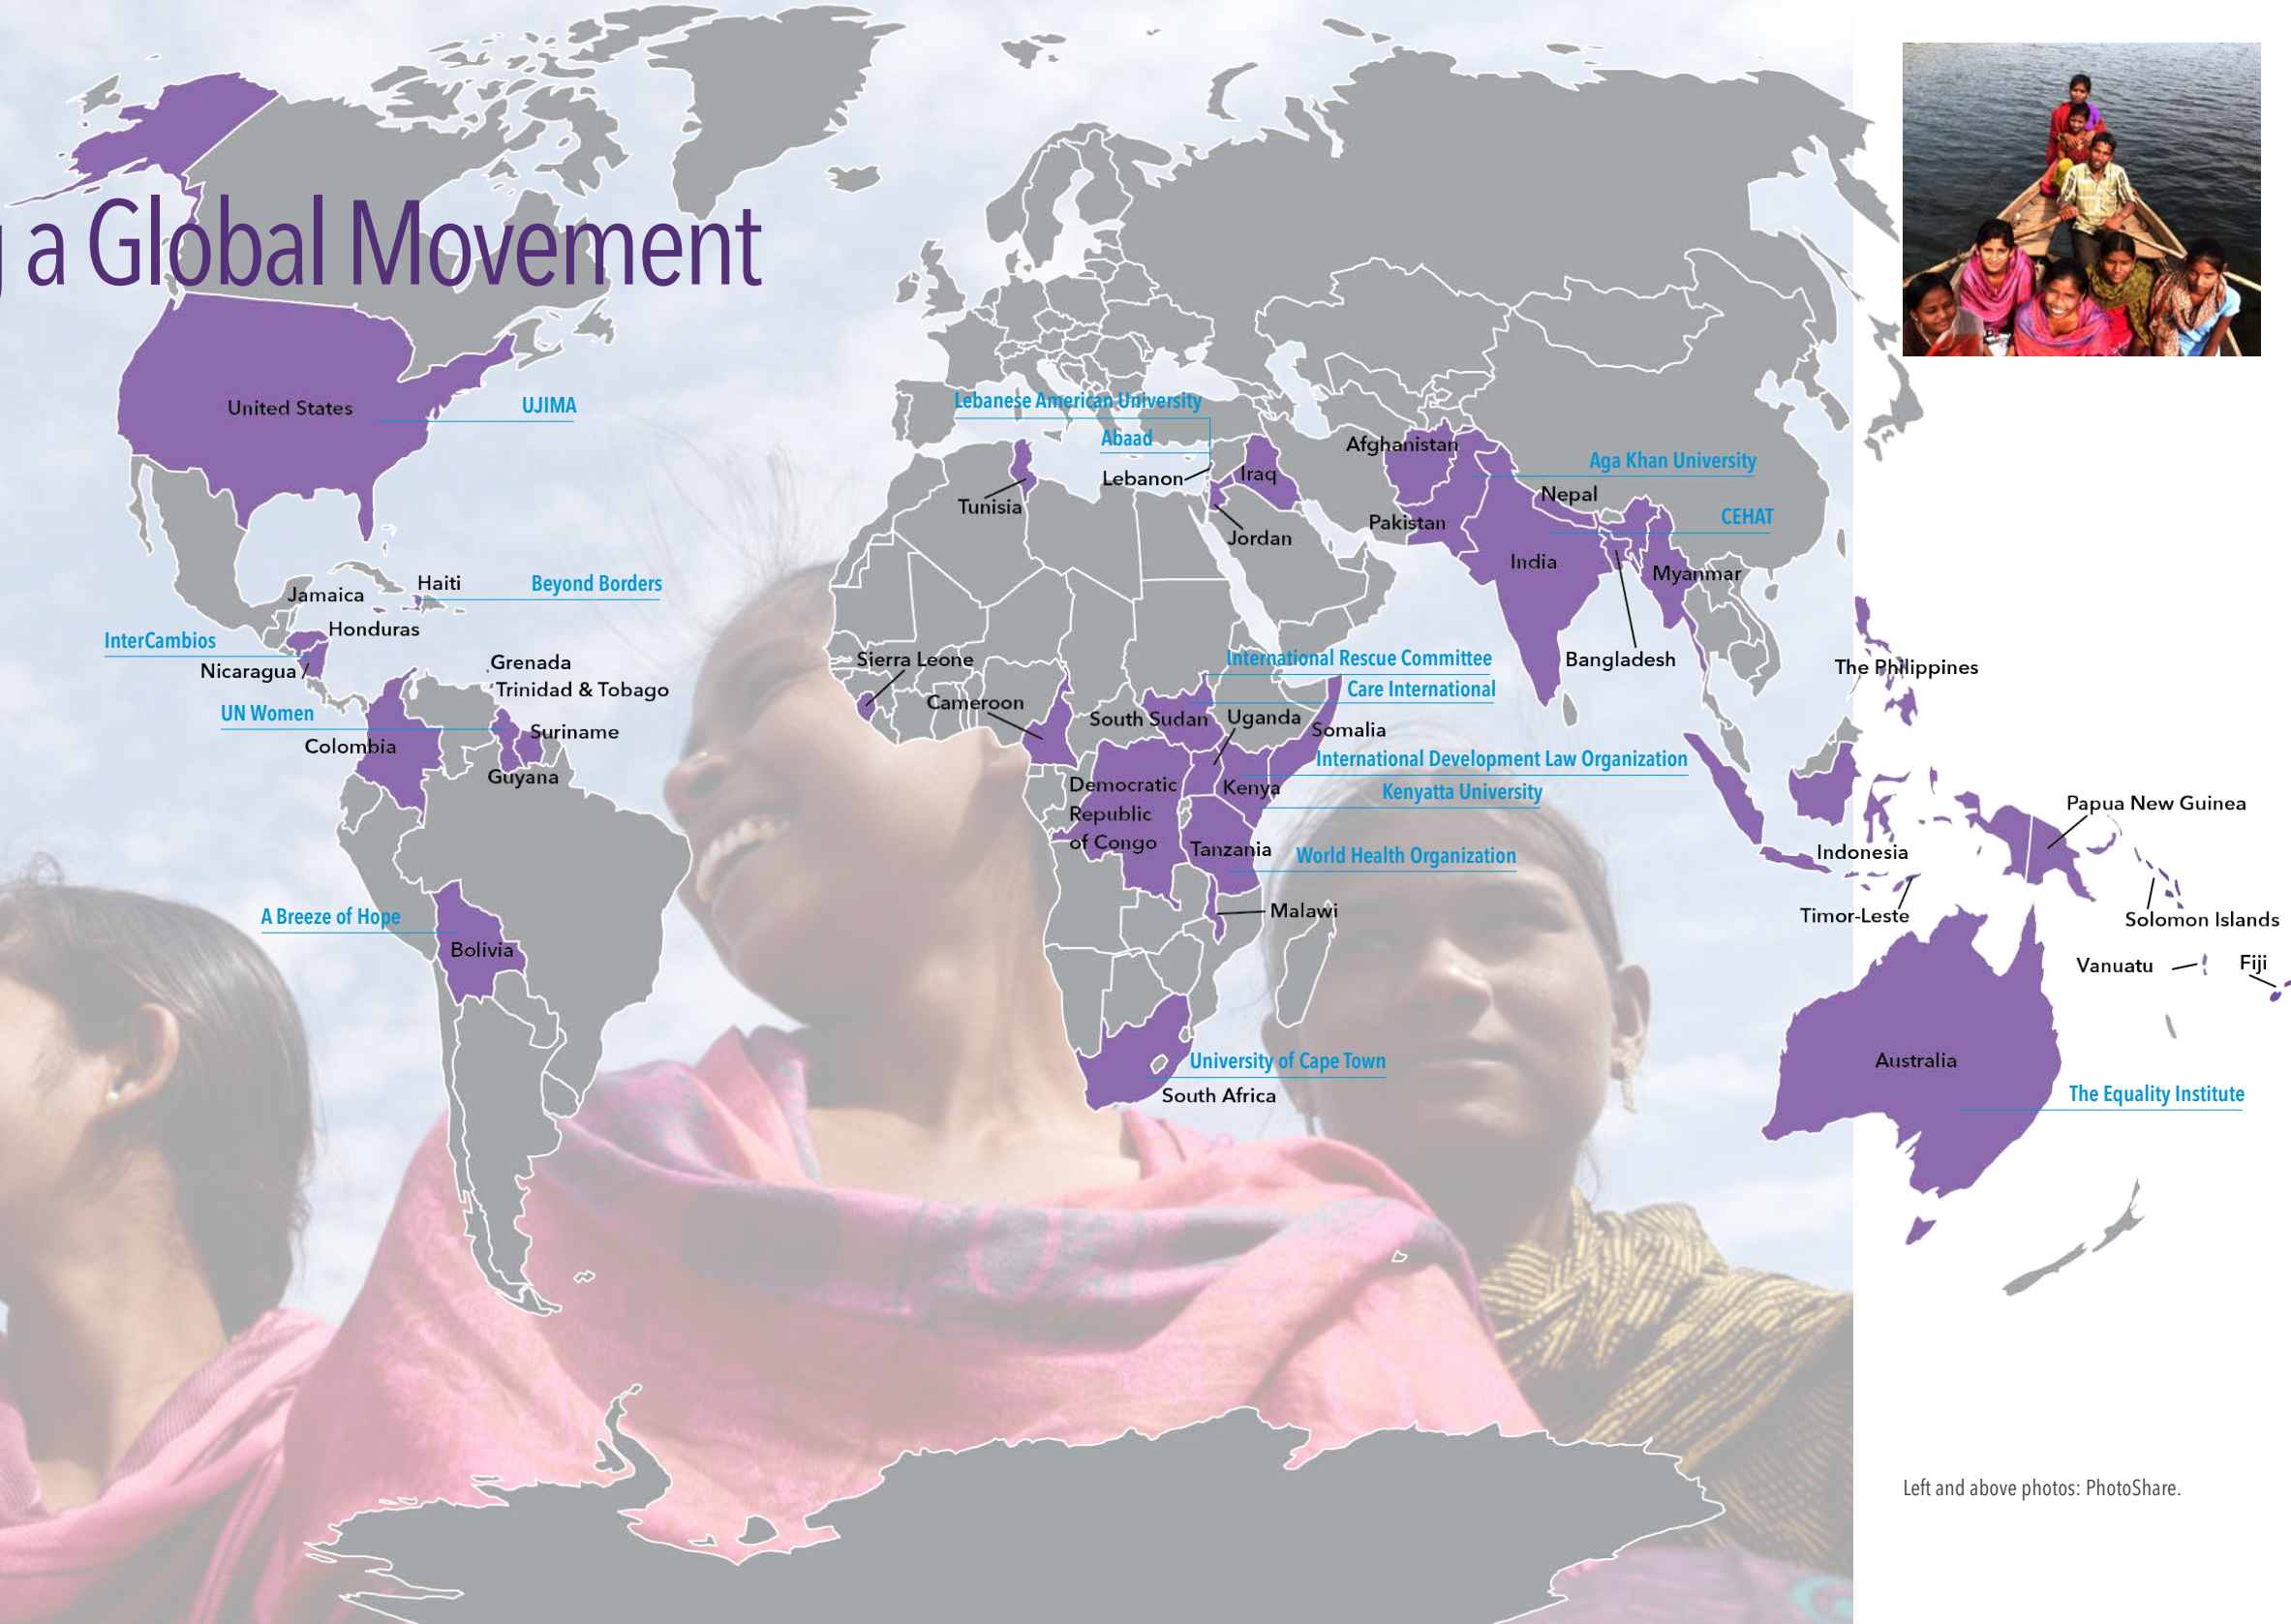 a Global Movement
United States
UJIMA
Lebanese American University
Abaad
Lebanon
Iraq
Afghanistan
Aga Khan University
Tunisia
Nepal
Jordan
Pakistan
CEHAT
India
Myanmar
Haiti
Beyond Borders
Jamaica
Honduras
InterCambios
Nicaragua
Grenada
Trinidad & Tobago
UN Women
Suriname
Colombia
Guyana
Sierra Leone
International Rescue Committee
Bangladesh
The Philippines
Care International
Cameroon
South Sudan
Uganda
Somalia
International Development Law Organization
Democratic
Republic
of Congo
Kenya
Kenyatta University
Papua New Guinea
Tanzania
World Health Organization
Indonesia
Malawi
Timor-Leste
Solomon Islands
A Breeze of Hope
Bolivia
Vanuatu
Fiji
University of Cape Town
South Africa
Australia
The Equality Institute
Left and above photos: PhotoShare.